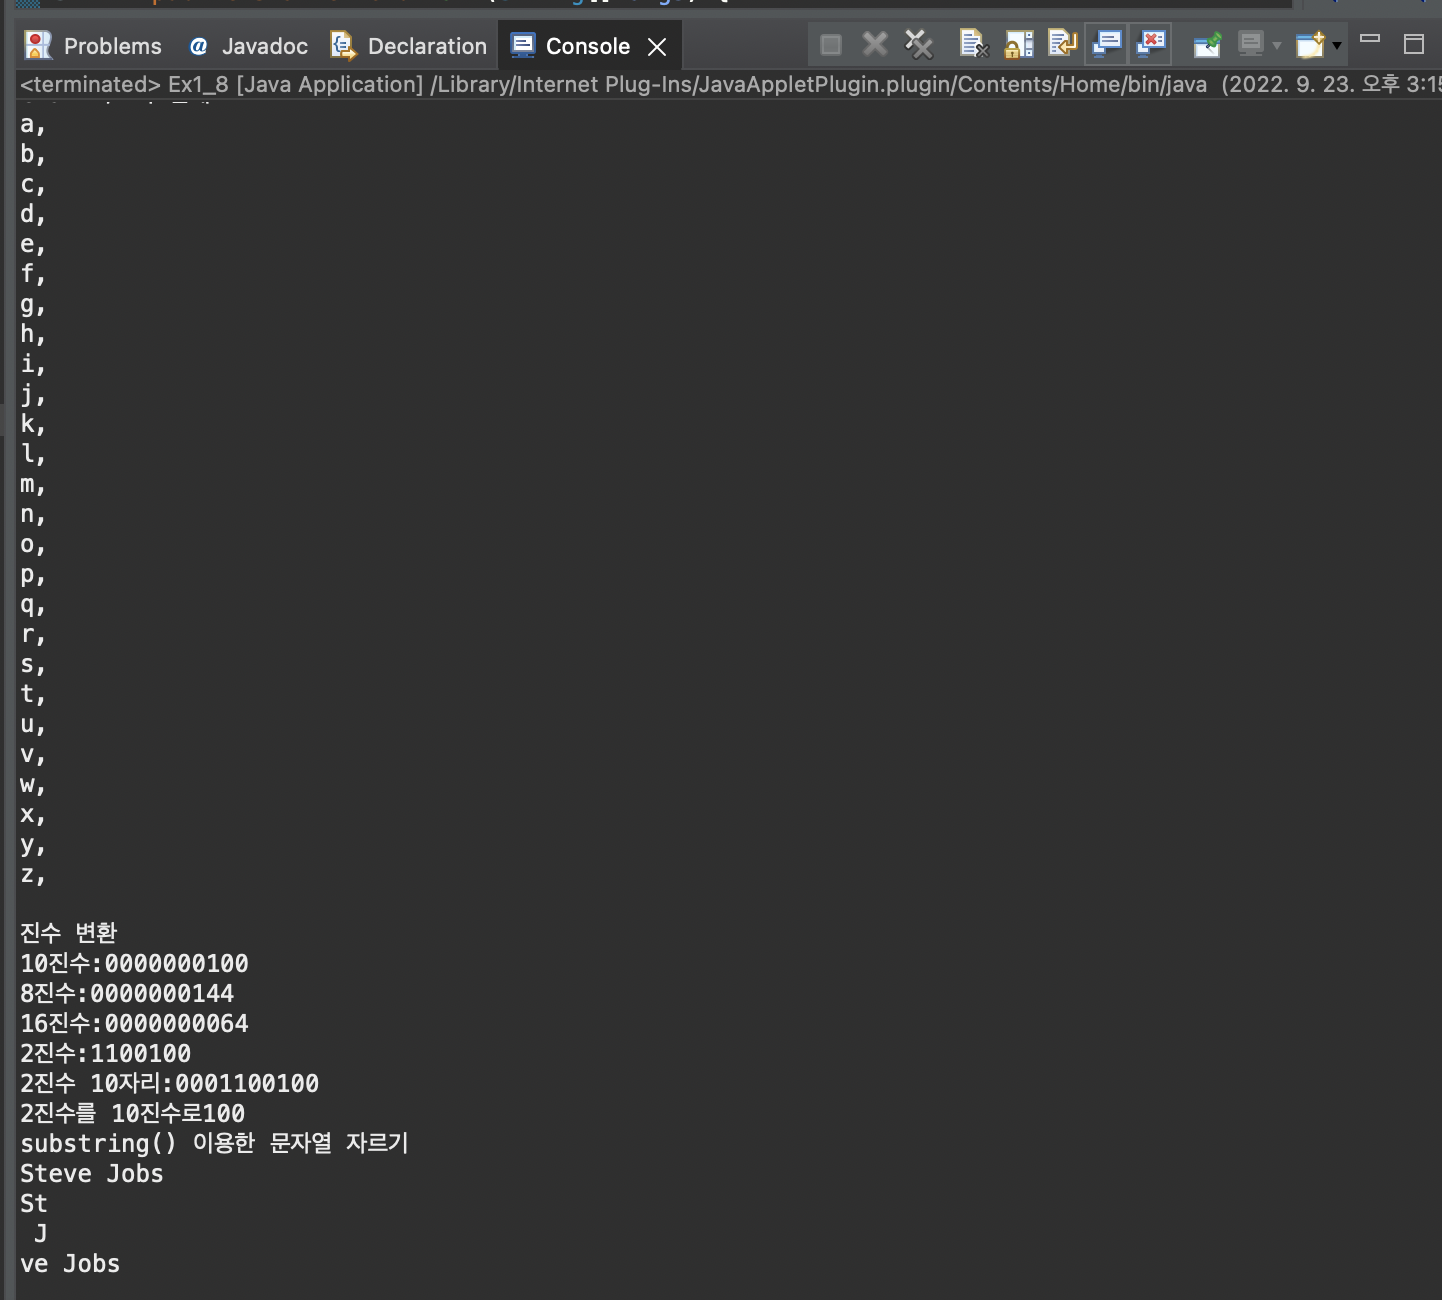 Problems @ Javadoc Declaration Console
<terminated> Ex1_8 [Java Application] /Library/Internet Plug-Ins/JavaAppletPlugin.plugin/Contents/Home/bin/java (2022. 9. 23. 오후 3:15
a,
b,
c,
d,
e,
f,
g,
h,
i,
j,
k,
l,
m,
n,
o,
p,
q,
r,
s,
t,
u,
v,
w,
x,
y,
z,
진수 변환
10진수:0000000100
8진수:0000000144
16진수:0000000064
2진수:1100100
2진수 10자리:0001100100
2진수를 10진수로100
substring() 이용한 문자열 자르기
Steve Jobs
St
 J
ve Jobs